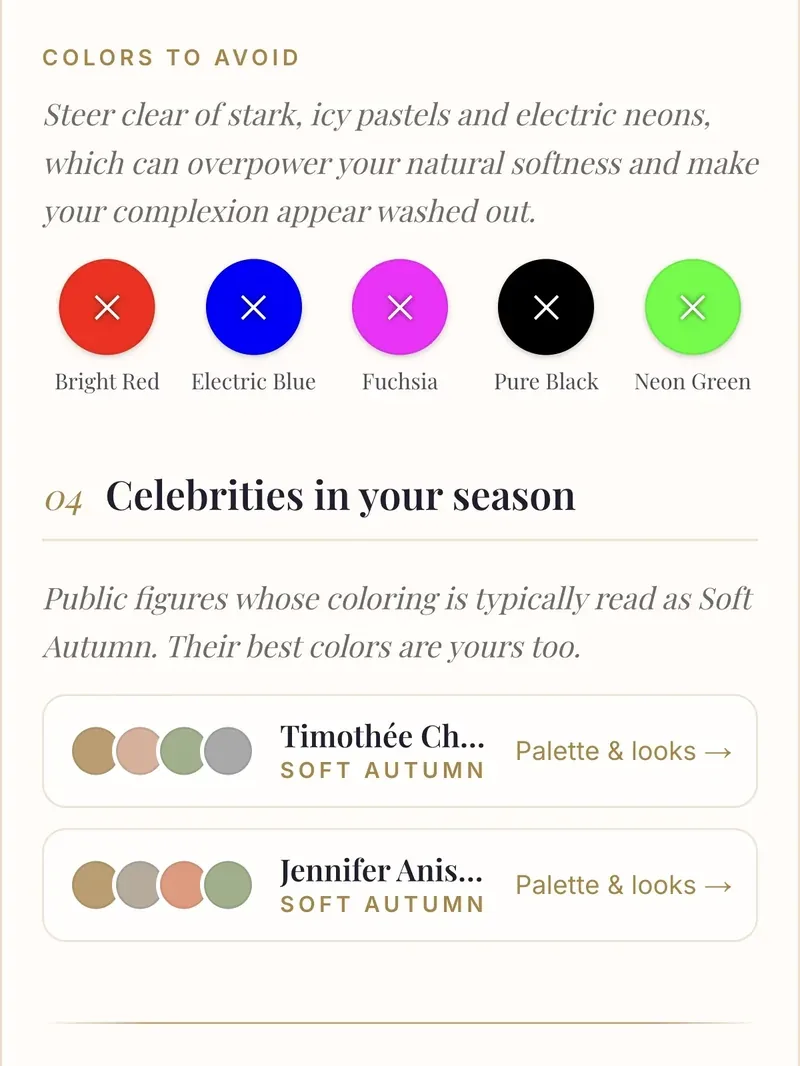 COLORS TO AVOID
Steer clear of stark, icy pastels and electric neons,
which can overpower your natural softness and make
your complexion appear washed out.
Bright Red
Electric Blue
Fuchsia
Pure Black
Neon Green
04 Celebrities in your season
Public figures whose coloring is typically read as Soft
Autumn. Their best colors are yours too.
Timothée Ch...
SOFT AUTUMN
Palette & looks →
Jennifer Anis...
SOFT AUTUMN
Palette & looks →